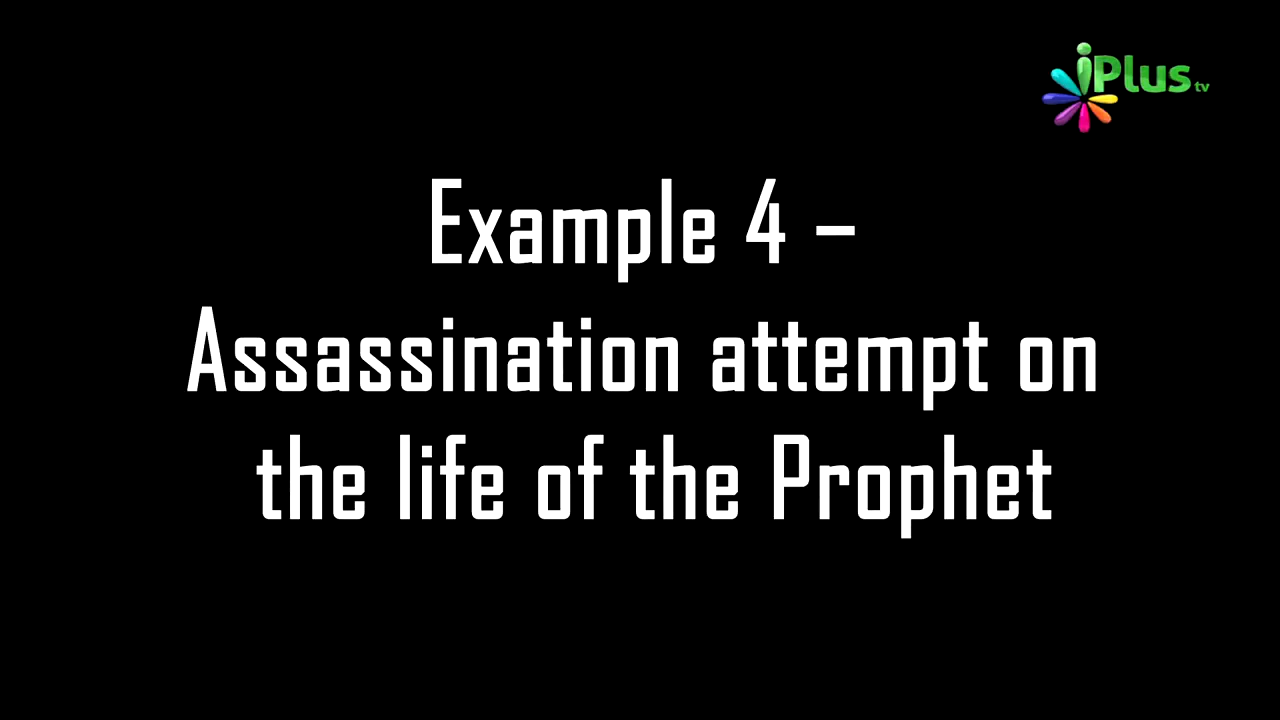 iPlus tv
Example 4 –
Assassination attempt on
the life of the Prophet